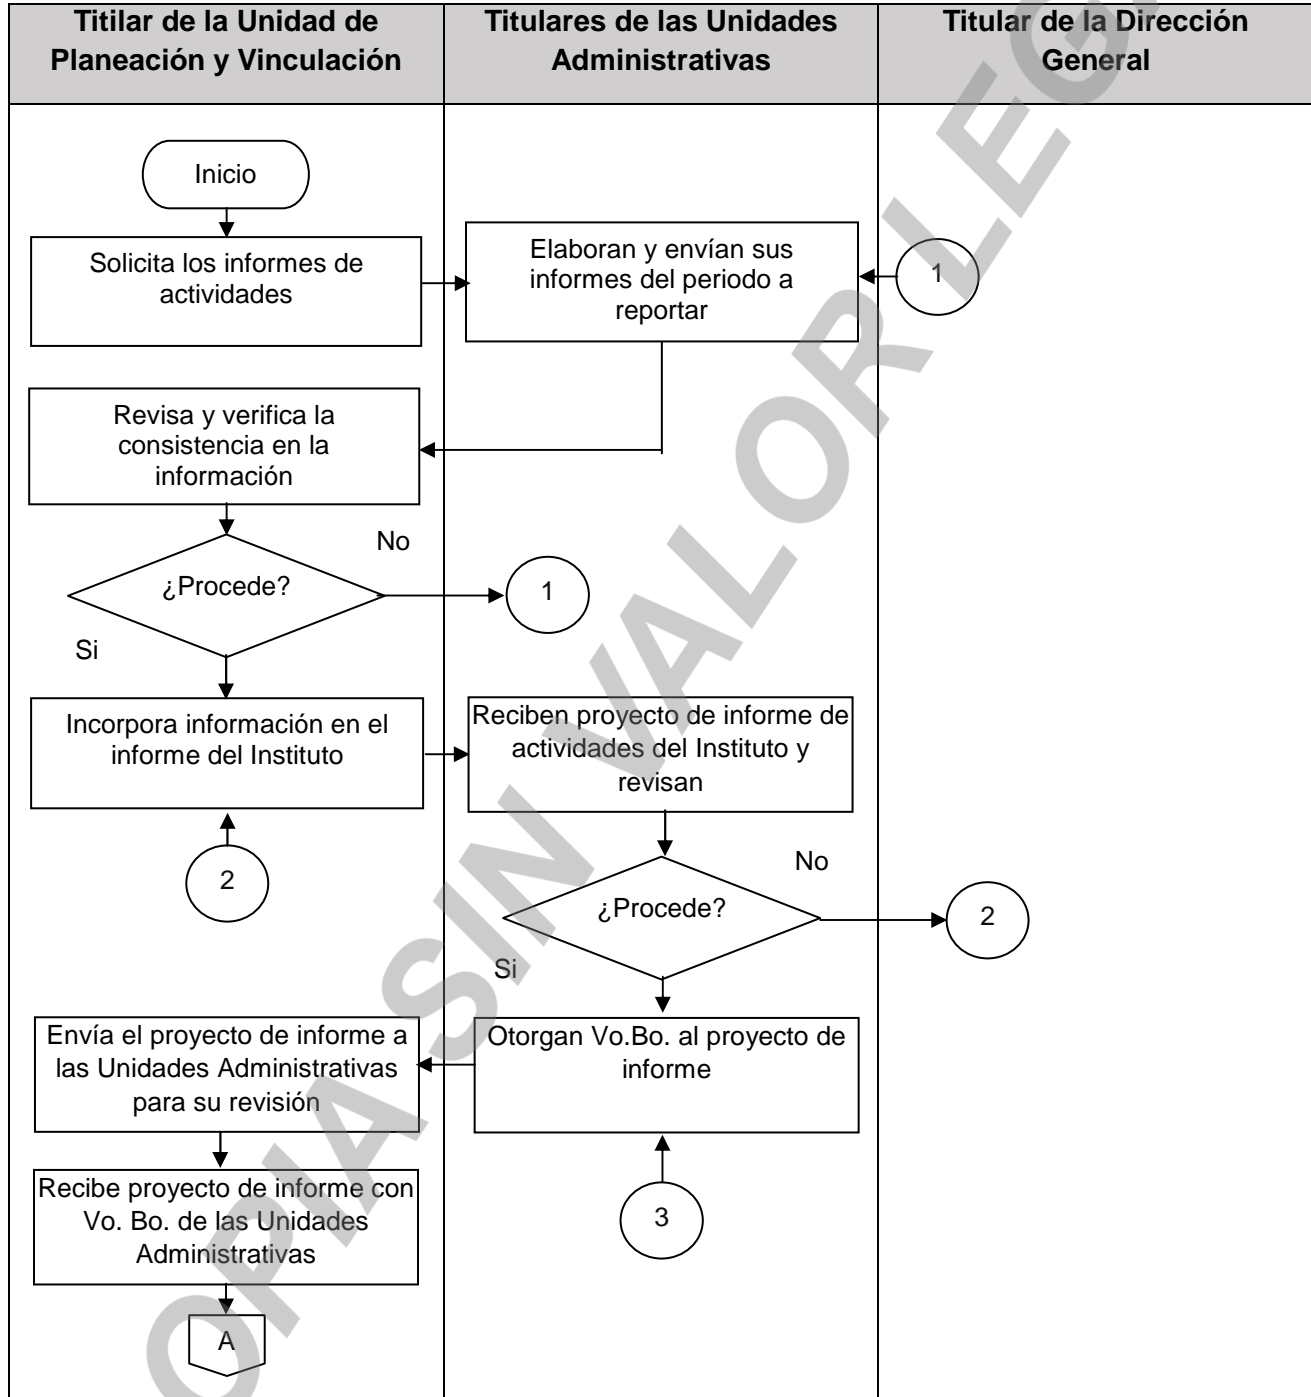 Titilar de la Unidad de
Planeación y Vinculación
Titulares de las Unidades
Administrativas
Titular de la Dirección
General
Inicio
Solicita los informes de
actividades
Elaboran y envían sus
informes del periodo a
reportar
1
Revisa y verifica la
consistencia en la
información
¿Procede?
No
1
Si
Incorpora información en el
informe del Instituto
Reciben proyecto de informe de
actividades del Instituto y
revisan
2
¿Procede?
No
2
Si
Envía el proyecto de informe a
las Unidades Administrativas
para su revisión
Otorgan Vo.Bo. al proyecto de
informe
Recibe proyecto de informe con
Vo. Bo. de las Unidades
Administrativas
3
A
OPIA SIN VALOR LEG